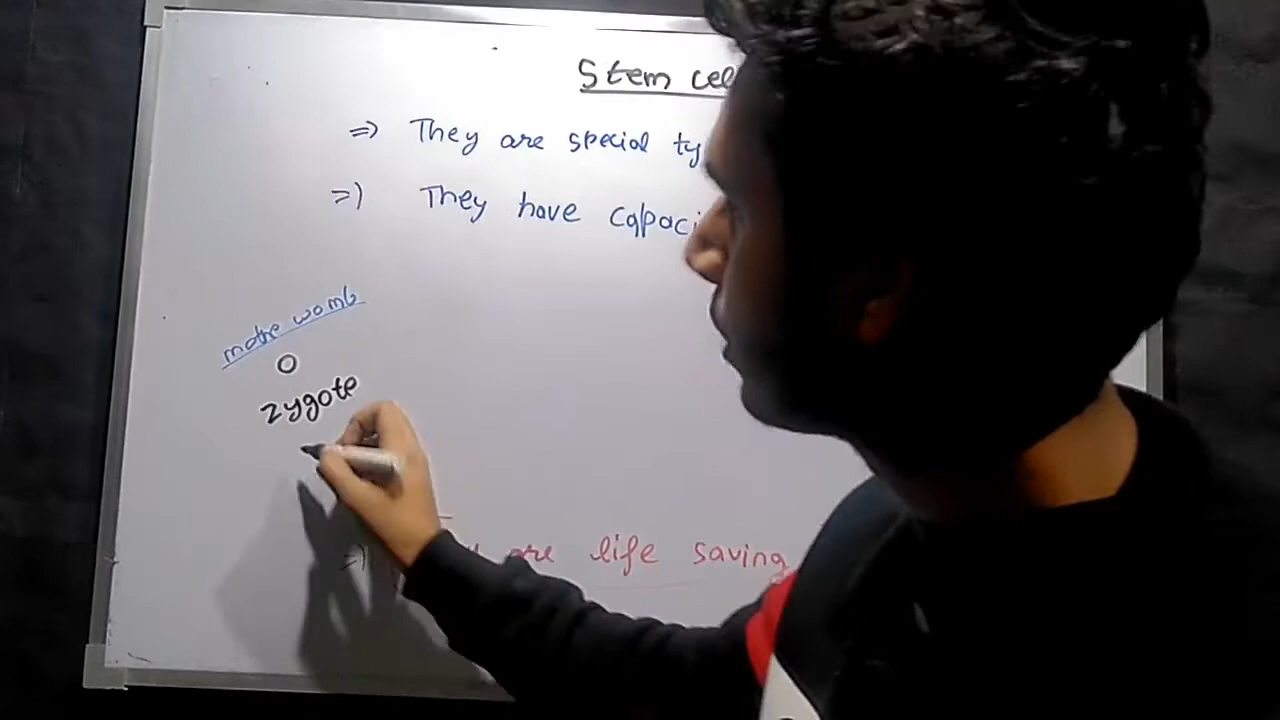 Stem cel
=> They are special ty
=> They have capaci
mothe womb
O
zygote
=> are life saving